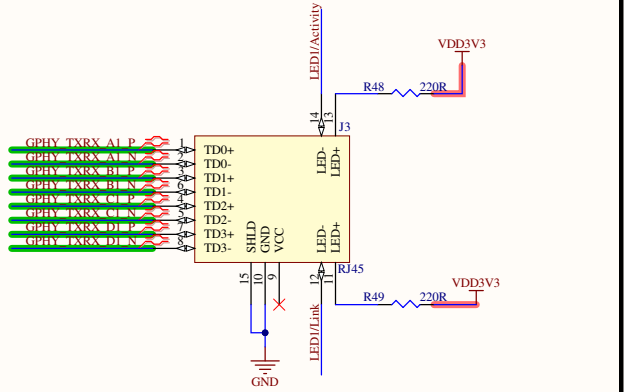 LED1/Activity
VDD3V3
R48 220R
14
13
J3
GPHY_TXRX_A1_P 1 TD0+
GPHY_TXRX_A1_N 2 TD0-
GPHY_TXRX_B1_P 3 TD1+
GPHY_TXRX_B1_N 6 TD1-
GPHY_TXRX_C1_P 4 TD2+
GPHY_TXRX_C1_N 5 TD2-
GPHY_TXRX_D1_P 7 TD3+
GPHY_TXRX_D1_N 8 TD3-
LED-
LED+
SHLD
GND
VCC
LED-
LED+
RJ45
15
10
9
12
11
VDD3V3
R49 220R
LED1/Link
GND